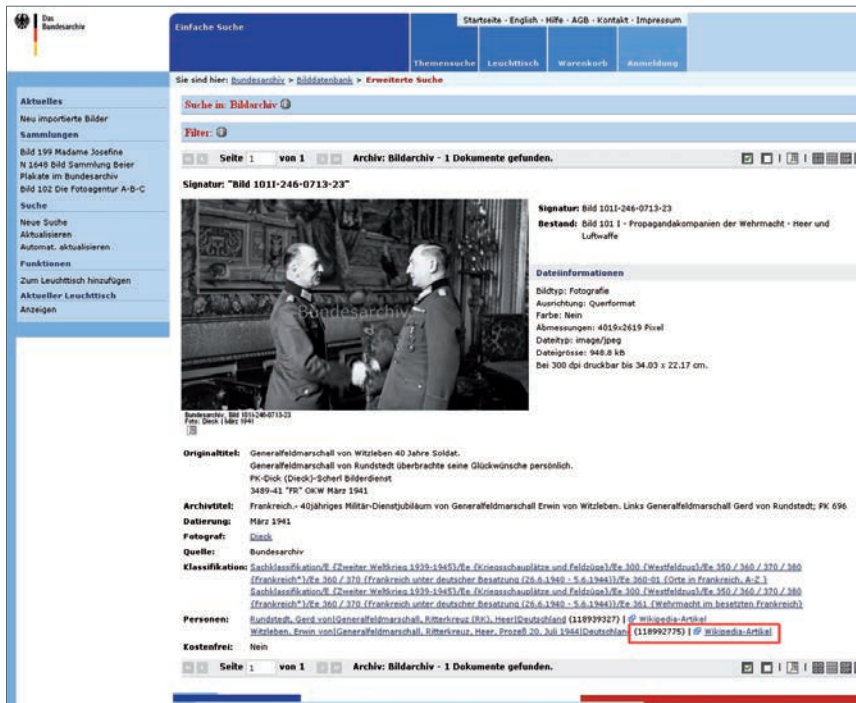 Das
Bundesarchiv
Einfache Suche
Startseite · English · Hilfe · AGB · Kontakt · Impressum
Themensuche Leuchttisch Warenkorb Anmeldung
Sie sind hier: Bundesarchiv > Bilddatenbank > Erweiterte Suche
Aktuelles
Neu importierte Bilder
Sammlungen
Bild 199 Madame Josefine
N 1648 Bild Sammlung Beier
Plakate im Bundesarchiv
Bild 102 Die Fotoagentur A-B-C
Suche
Neue Suche
Aktualisieren
Automat. aktualisieren
Funktionen
Zum Leuchttisch hinzufügen
Aktueller Leuchttisch
Anzeigen
Suche in: Bildarchiv
Filter:
Seite 1 von 1 Archiv: Bildarchiv - 1 Dokumente gefunden.
Signatur: "Bild 101I-246-0713-23"
Bundesarchiv
Bundesarchiv, Bild 101I-246-0713-23
Foto: Dieck | März 1941
Signatur: Bild 101I-246-0713-23
Bestand: Bild 101 I - Propagandakompanien der Wehrmacht - Heer und
Luftwaffe
Dateiinformationen
Bildtyp: Fotografie
Ausrichtung: Querformat
Farbe: Nein
Abmessungen: 4019x2619 Pixel
Dateityp: image/jpeg
Dateigrösse: 948.8 kB
Bei 300 dpi druckbar bis 34.03 x 22.17 cm.
Originaltitel: Generalfeldmarschall von Witzleben 40 Jahre Soldat.
Generalfeldmarschall von Rundstedt überbrachte seine Glückwünsche persönlich.
PK-Dick (Dieck)-Scherl Bilderdienst
3489-41 "FR" OKW März 1941
Archivtitel: Frankreich.- 40jähriges Militär-Dienstjubiläum von Generalfeldmarschall Erwin von Witzleben. Links Generalfeldmarschall Gerd von Rundstedt; PK 696
Datierung: März 1941
Fotograf: Dieck
Quelle: Bundesarchiv
Klassifikation: Sachklassifikation/E {Zweiter Weltkrieg 1939-1945}/Ee {Kriegsschauplätze und Feldzüge}/Ee 300 {Westfeldzug}/Ee 350 / 360 / 370 / 380
{Frankreich*}/Ee 360 / 370 {Frankreich unter deutscher Besatzung (26.6.1940 - 5.6.1944)}/Ee 360-01 {Orte in Frankreich, A-Z }
Sachklassifikation/E {Zweiter Weltkrieg 1939-1945}/Ee {Kriegsschauplätze und Feldzüge}/Ee 300 {Westfeldzug}/Ee 350 / 360 / 370 / 380
{Frankreich*}/Ee 360 / 370 {Frankreich unter deutscher Besatzung (26.6.1940 - 5.6.1944)}/Ee 361 {Wehrmacht im besetzten Frankreich}
Personen: Rundstedt, Gerd von|Generalfeldmarschall, Ritterkreuz (RK), Heer|Deutschland (118939327) | Wikipedia-Artikel
Witzleben, Erwin von|Generalfeldmarschall, Ritterkreuz, Heer, Prozeß 20. Juli 1944|Deutschland (118992775) | Wikipedia-Artikel
Kostenfrei: Nein
Seite 1 von 1 Archiv: Bildarchiv - 1 Dokumente gefunden.